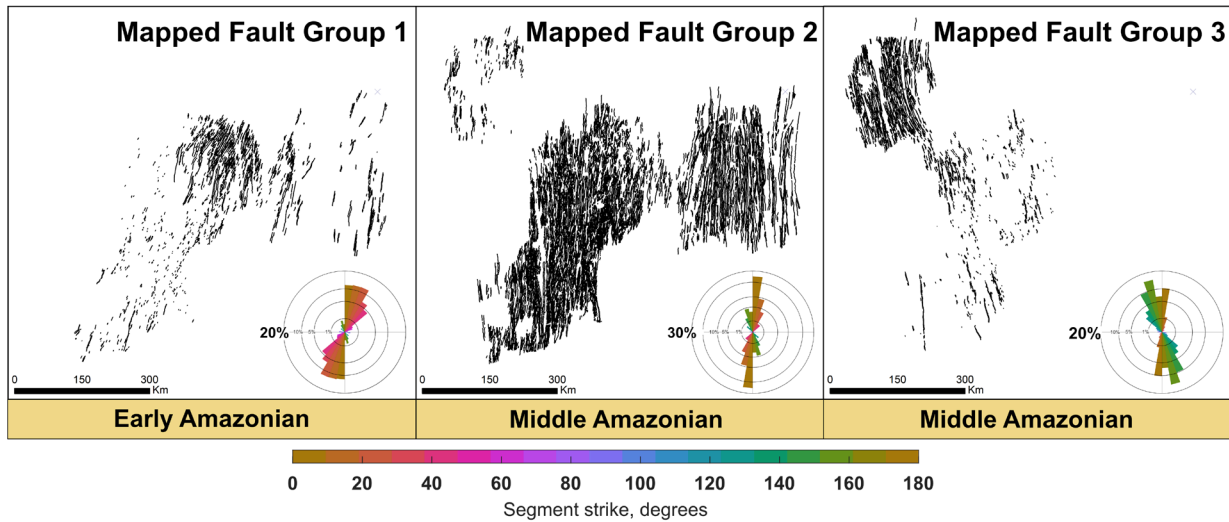 Mapped Fault Group 1
Mapped Fault Group 2
Mapped Fault Group 3
20%
30%
20%
0 150 300
Km
0 150 300
Km
0 150 300
Km
Early Amazonian
Middle Amazonian
Middle Amazonian
0 20 40 60 80 100 120 140 160 180
Segment strike, degrees